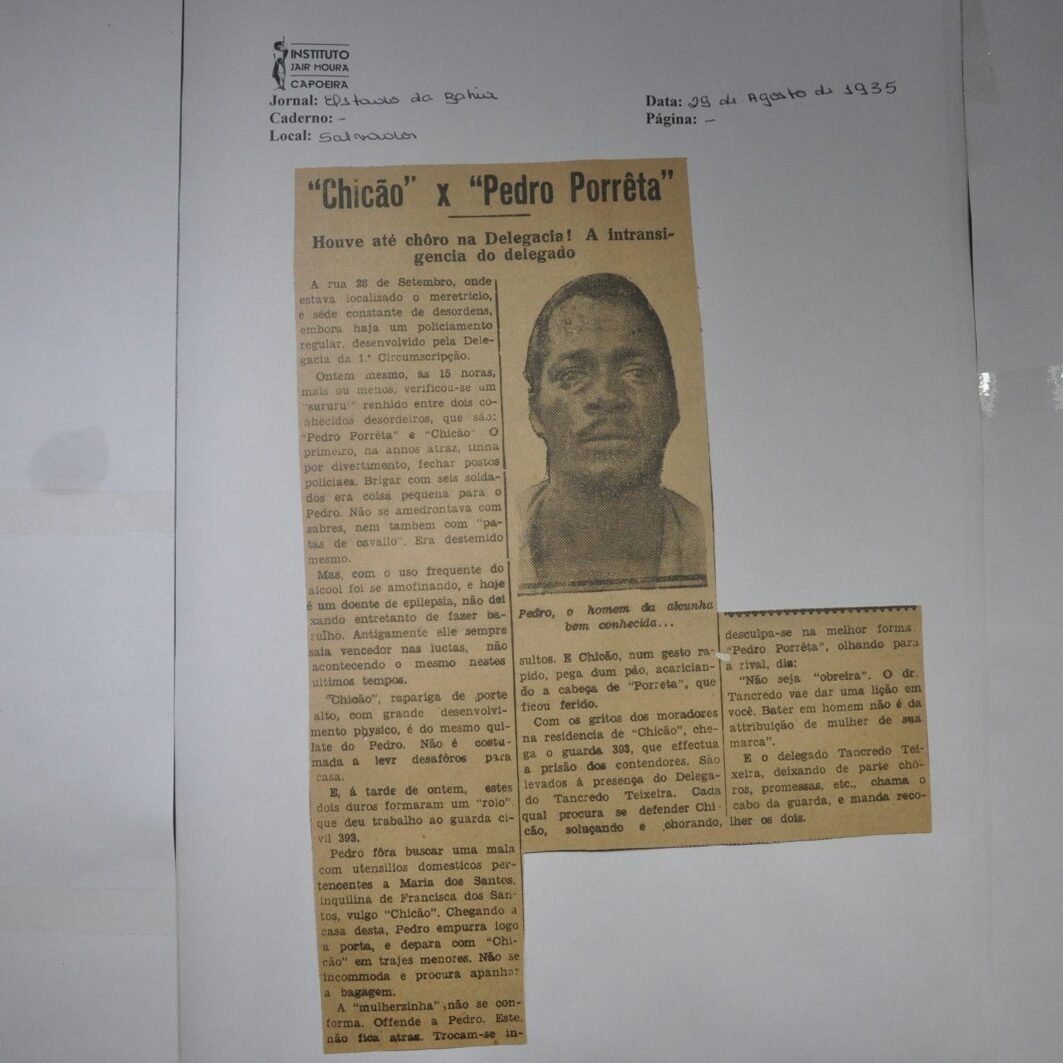 INSTITUTO
JAIR MOURA
CAPOEIRA
Jornal: Estado da Bahia
Caderno: -
Local: Salvador
Data: 29 de Agosto de 1935
Página: -
"Chicão" x "Pedro Porrêta"
Houve até chôro na Delegacia! A intransi-
gencia do delegado
A rua 28 de Setembro, onde
estava localisado o meretricio,
é séde constante de desordens,
embora haja um policiamento
regular, desenvolvido pela Dele-
gacia da 1.ª Circumscripção.
Ontem mesmo, ás 15 horas,
mais ou menos, verificou-se um
"sururu" renhido entre dois co-
nhecidos desordeiros, que são:
"Pedro Porrêta" e "Chicão" O
primeiro, na annos atraz, tinna
por divertimento, fechar postos
policiaes. Brigar com seis solda-
dos era coisa pequena para o
Pedro. Não se amedrontava com
sabres, nem tambem com "pa-
tas de cavallo". Era destemido
mesmo.
Mas, com o uso frequente do
alcool foi se amofinando, e hoje
é um doente de epilepsia, não dei
xando entretanto de fazer ba-
rulho. Antigamente elle sempre
saia vencedor nas luctas, não
acontecendo o mesmo nestes
ultimos tempos.
"Chicão", rapariga de porte
alto, com grande desenvolvi-
mento physico, é do mesmo qui-
late do Pedro. Não é costu-
mada a levr desafóros para
casa.
E, á tarde de ontem, estes
dois duros formaram um "rolo".
que deu trabalho ao guarda ci-
vil 393.
Pedro fôra buscar uma mala
com utensilios domesticos per-
tencentes a Maria dos Santos,
inquilina de Francisca dos San-
tos, vulgo "Chicão". Chegando á
casa desta, Pedro empurra logo
a porta, e depara com "Chi-
cão" em trajes menores. Não se
incommoda e procura apanhar
a bagagem.
A "mulherzinha" não se con-
forma. Offende a Pedro. Este
não fica atraz. Trocam-se in-
Pedro, o homem da alcunha
bem conhecida...
sultos. E Chicão, num gesto ra-
pido, pega dum páo, acarician-
do a cabeça de "Porreta", que
ficou ferido.
Com os gritos dos moradores
na residencia de "Chicão", che-
ga o guarda 393, que effectua
a prisão dos contendores. São
levados á presença do Delega-
do Tancredo Teixeira. Cada
qual procura se defender Chi-
cão, soluçando e chorando,
desculpa-se na melhor forma.
"Pedro Porrêta", olhando para
a rival, diz:
"Não seja "obreira". O dr.
Tancredo vae dar uma lição em
você. Bater em homem não é da
attribuição de mulher de sua
marca".
E o delegado Tancredo Tei-
xeira, deixando de parte chô-
ros, promessas, etc., chama o
cabo da guarda, e manda reco-
lher os dois.